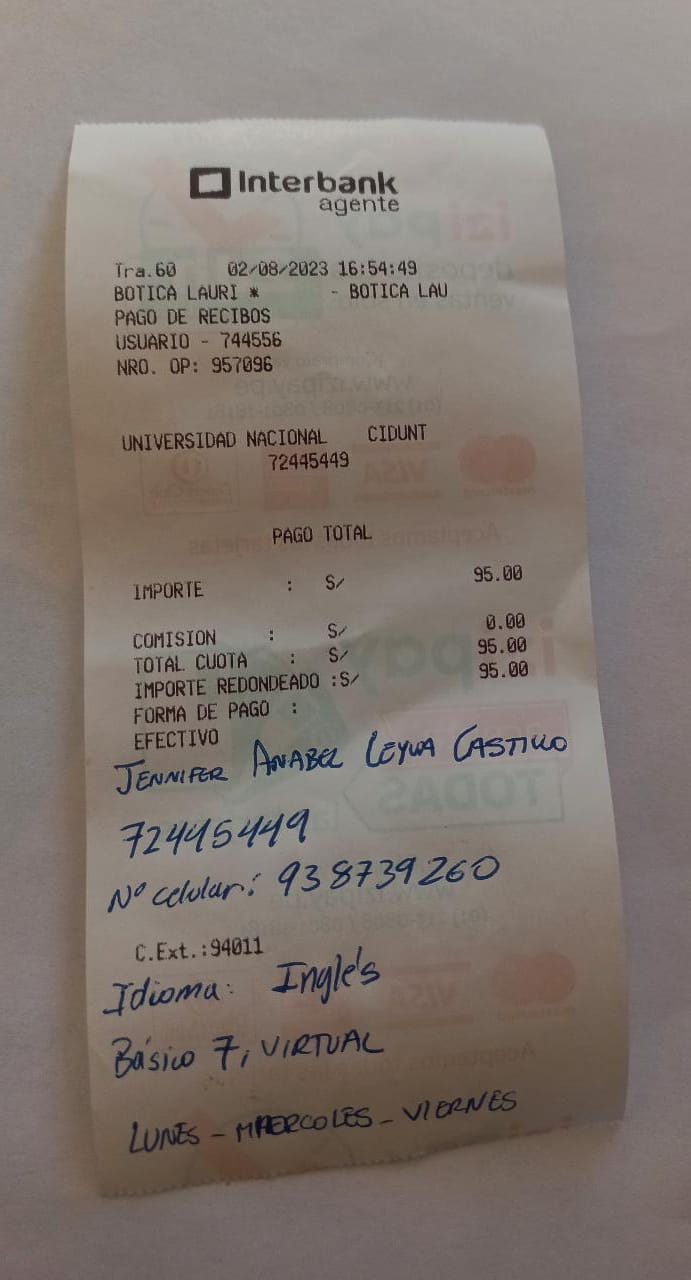 Interbank
agente
Tra.60 02/08/2023 16:54:49
BOTICA LAURI * - BOTICA LAU
PAGO DE RECIBOS
USUARIO - 744556
NRO. OP: 957096
UNIVERSIDAD NACIONAL CIDUNT
72445449
PAGO TOTAL
IMPORTE : S/ 95.00
COMISION : S/ 0.00
TOTAL CUOTA : S/ 95.00
IMPORTE REDONDEADO :S/ 95.00
FORMA DE PAGO :
EFECTIVO
JENNIFER ANABEL LEYVA CASTILLO
72445449
N° celular: 938739260
C.Ext.:94011
Idioma: Inglés
Básico 7, VIRTUAL
LUNES - MIERCOLES - VIERNES